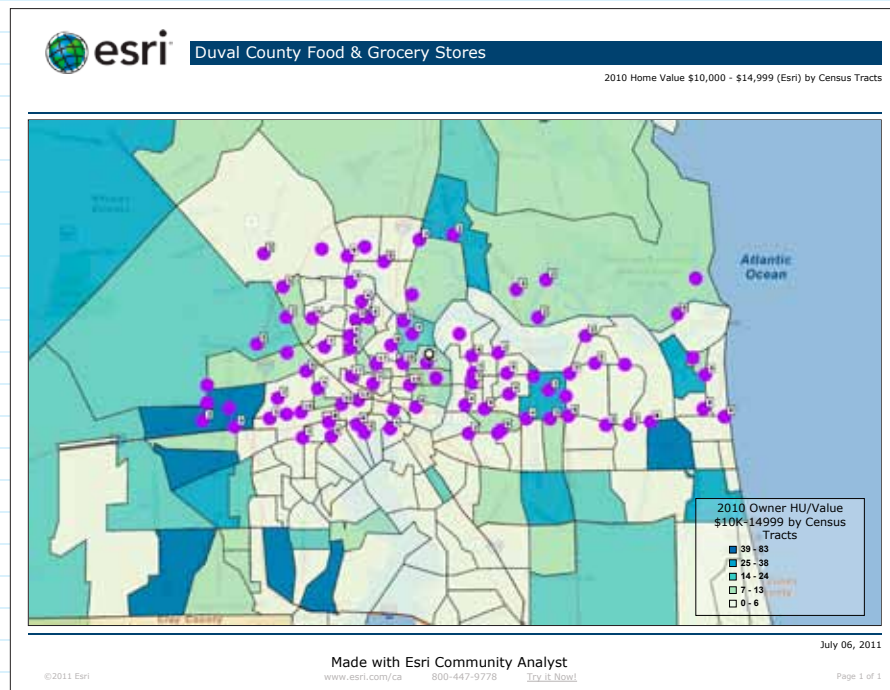 esri
Duval County Food & Grocery Stores
2010 Home Value $10,000 - $14,999 (Esri) by Census Tracts
Atlantic
Ocean
2010 Owner HU/Value
$10K-14999 by Census
Tracts
39 - 83
25 - 38
14 - 24
7 - 13
0 - 6
Clay County
July 06, 2011
Made with Esri Community Analyst
©2011 Esri
www.esri.com/ca
800-447-9778
Try it Now!
Page 1 of 1